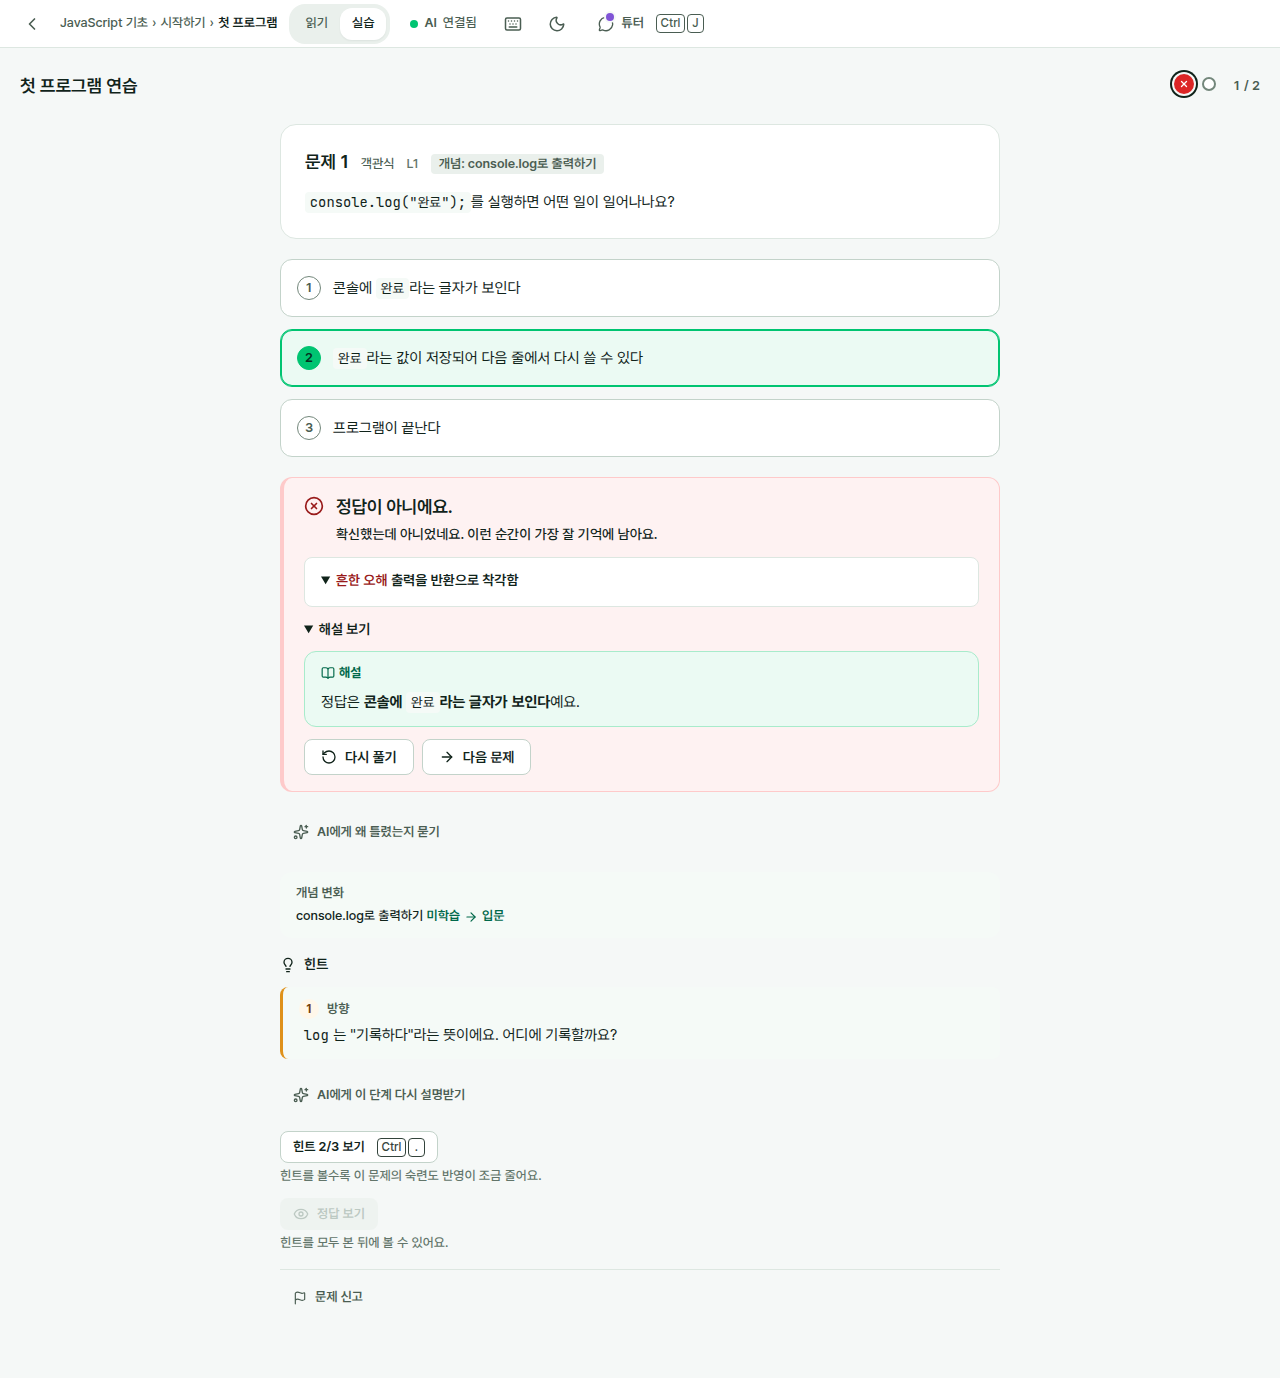 JavaScript 기초 › 시작하기 › 첫 프로그램 읽기 실습 AI 연결됨 튜터 Ctrl J
첫 프로그램 연습 1 / 2
문제 1 객관식 L1 개념: console.log로 출력하기
console.log("완료"); 를 실행하면 어떤 일이 일어나나요?
1 콘솔에 완료 라는 글자가 보인다
2 완료 라는 값이 저장되어 다음 줄에서 다시 쓸 수 있다
3 프로그램이 끝난다
정답이 아니에요.
확신했는데 아니었네요. 이런 순간이 가장 잘 기억에 남아요.
▼ 흔한 오해 출력을 반환으로 착각함
▼ 해설 보기
해설
정답은 콘솔에 완료 라는 글자가 보인다예요.
다시 풀기 다음 문제
AI에게 왜 틀렸는지 묻기
개념 변화
console.log로 출력하기 미학습 → 입문
힌트
1 방향
log 는 "기록하다"라는 뜻이에요. 어디에 기록할까요?
AI에게 이 단계 다시 설명받기
힌트 2/3 보기 Ctrl .
힌트를 볼수록 이 문제의 숙련도 반영이 조금 줄어요.
정답 보기
힌트를 모두 본 뒤에 볼 수 있어요.
문제 신고